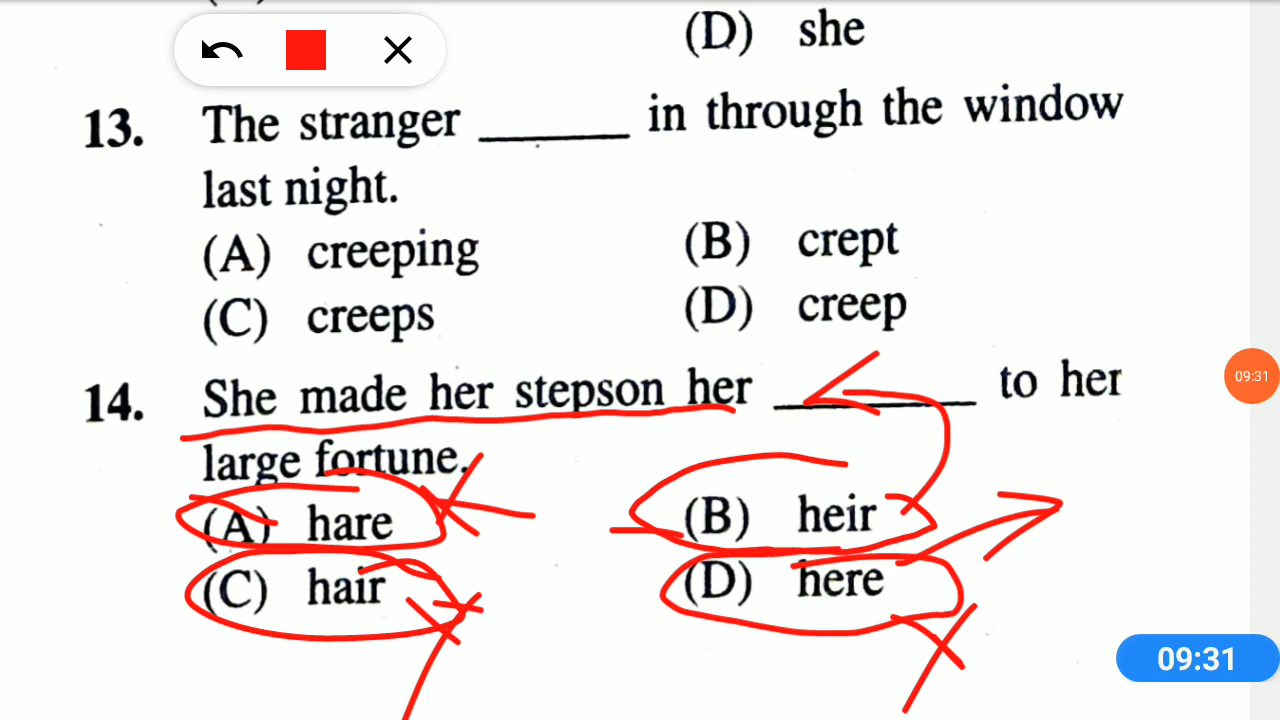 (D) she
13. The stranger ______ in through the window
last night.
(A) creeping (B) crept
(C) creeps (D) creep
14. She made her stepson her ________ to her
large fortune.
(A) hare (B) heir
(C) hair (D) here
09:31
09:31